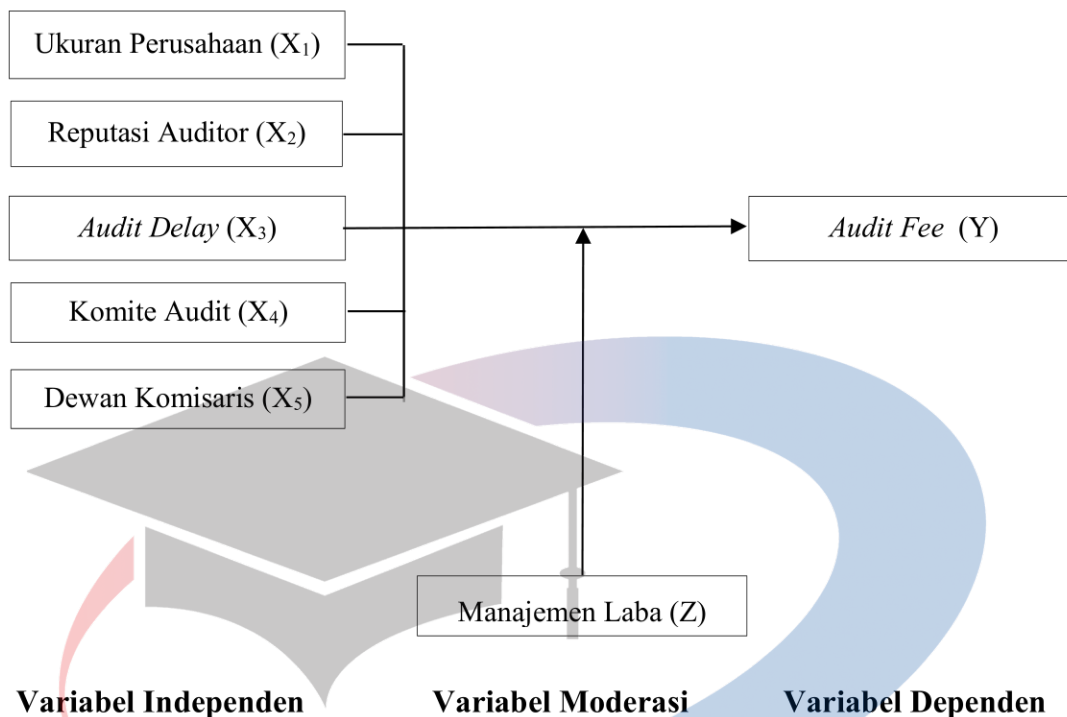 Ukuran Perusahaan (X₁)
Reputasi Auditor (X₂)
Audit Delay (X₃)
Audit Fee (Y)
Komite Audit (X₄)
Dewan Komisaris (X₅)
Manajemen Laba (Z)
Variabel Independen
Variabel Moderasi
Variabel Dependen